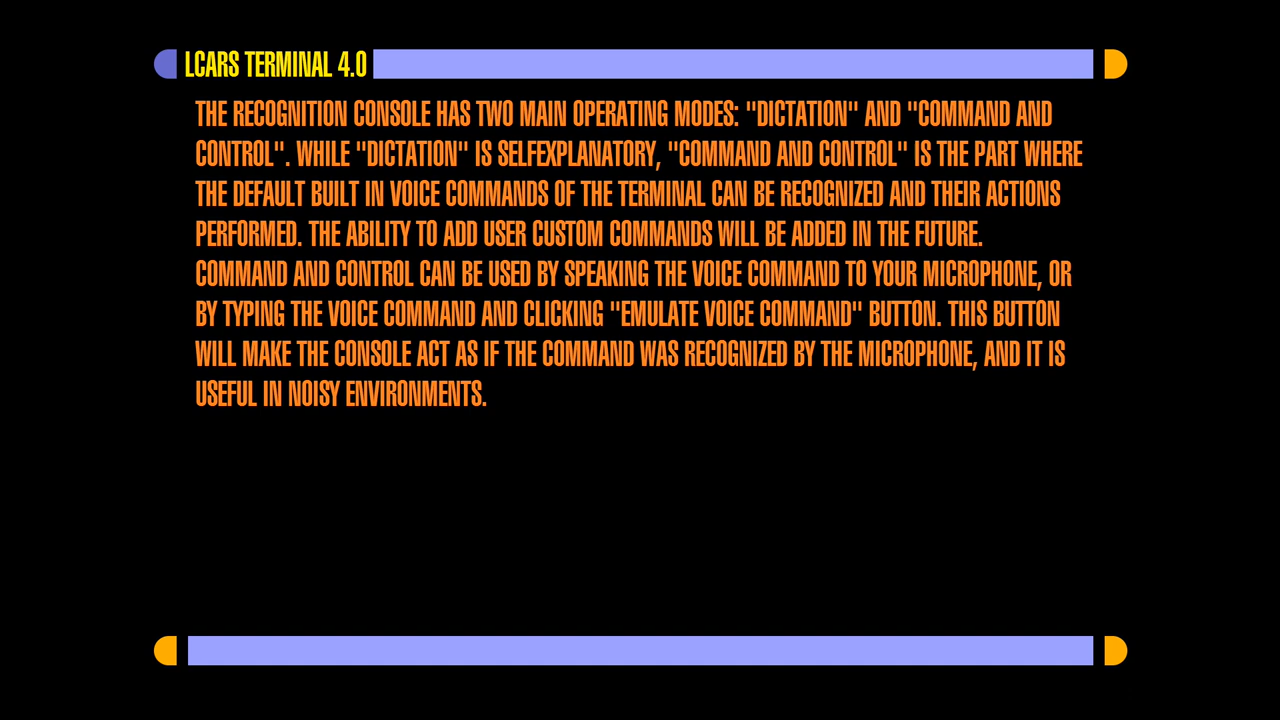 LCARS TERMINAL 4.0
THE RECOGNITION CONSOLE HAS TWO MAIN OPERATING MODES: "DICTATION" AND "COMMAND AND
CONTROL". WHILE "DICTATION" IS SELFEXPLANATORY, "COMMAND AND CONTROL" IS THE PART WHERE
THE DEFAULT BUILT IN VOICE COMMANDS OF THE TERMINAL CAN BE RECOGNIZED AND THEIR ACTIONS
PERFORMED. THE ABILITY TO ADD USER CUSTOM COMMANDS WILL BE ADDED IN THE FUTURE.
COMMAND AND CONTROL CAN BE USED BY SPEAKING THE VOICE COMMAND TO YOUR MICROPHONE, OR
BY TYPING THE VOICE COMMAND AND CLICKING "EMULATE VOICE COMMAND" BUTTON. THIS BUTTON
WILL MAKE THE CONSOLE ACT AS IF THE COMMAND WAS RECOGNIZED BY THE MICROPHONE, AND IT IS
USEFUL IN NOISY ENVIRONMENTS.